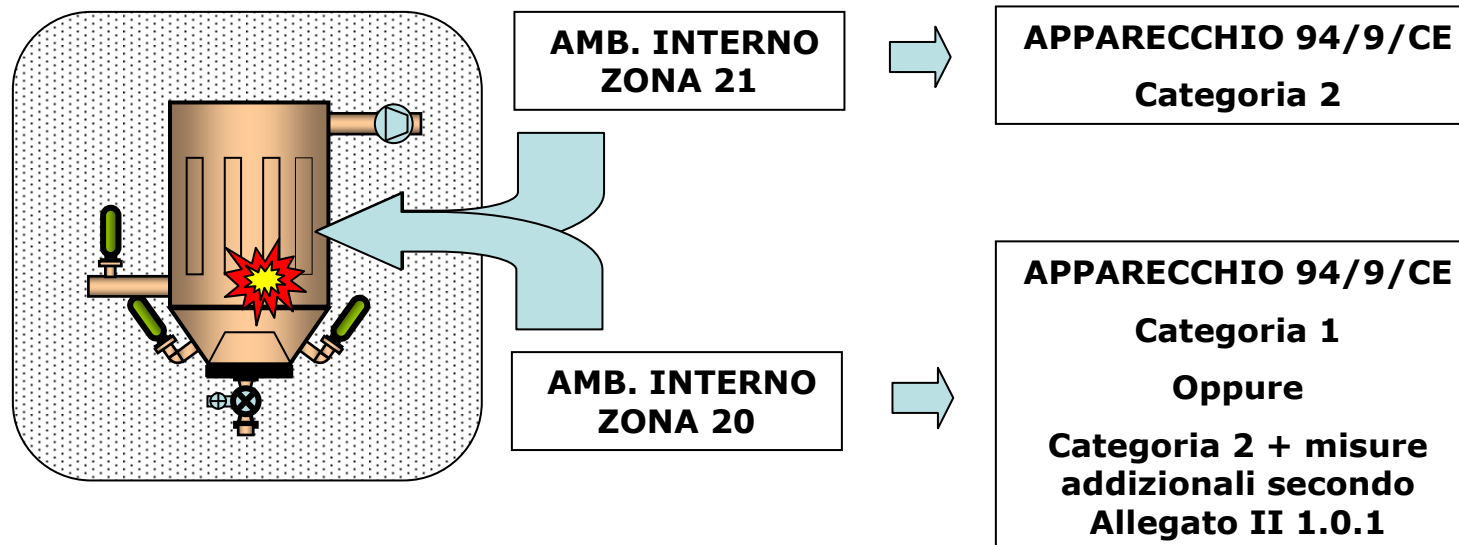 AMB. INTERNO
ZONA 21
APPARECCHIO 94/9/CE
Categoria 2
AMB. INTERNO
ZONA 20
APPARECCHIO 94/9/CE
Categoria 1
Oppure
Categoria 2 + misure
addizionali secondo
Allegato II 1.0.1